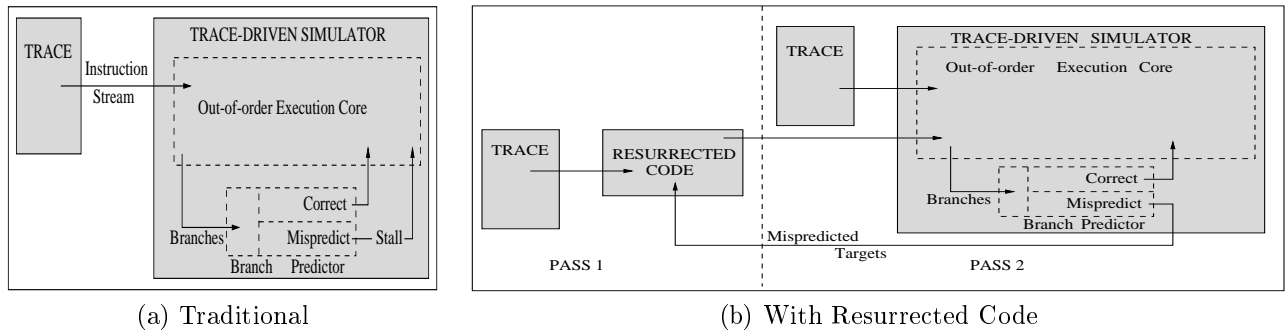 TRACE
TRACE-DRIVEN SIMULATOR
Instruction
Stream
Out-of-order Execution Core
Correct
Branches
Mispredict
Stall
Branch Predictor
(a) Traditional
TRACE
TRACE-DRIVEN SIMULATOR
Out-of-order Execution Core
TRACE
RESURRECTED
CODE
Correct
Branches
Mispredict
Branch Predictor
Mispredicted
Targets
PASS 1
PASS 2
(b) With Resurrected Code